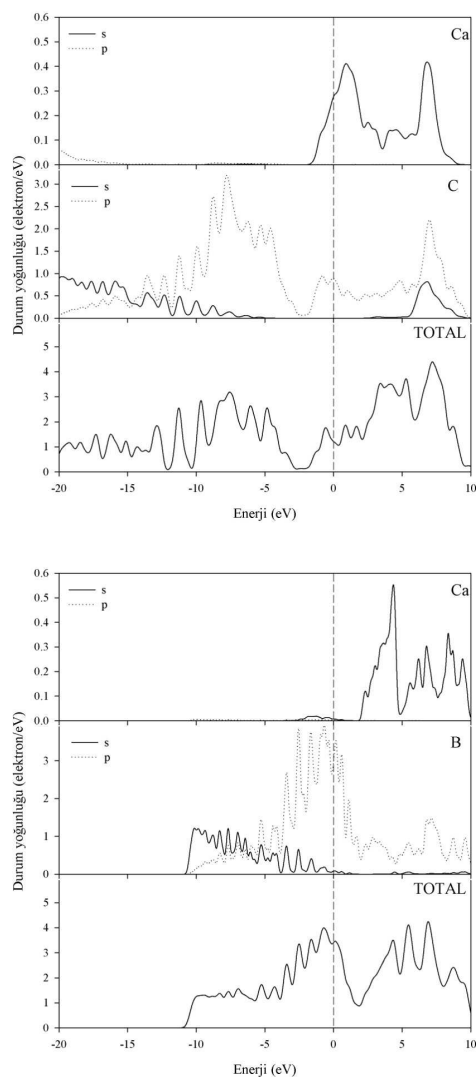 0.6
s
p
Ca
0.5
0.4
0.3
0.2
0.1
0.0
3.0
s
p
C
2.5
2.0
1.5
1.0
0.5
0.0
Durum yoğunluğu (elektron/eV)
TOTAL
5
4
3
2
1
0
-20 -15 -10 -5 0 5 10
Enerji (eV)
0.6
s
p
Ca
0.5
0.4
0.3
0.2
0.1
0.0
s
p
B
3
2
1
0
Durum yoğunluğu (elektron/eV)
TOTAL
5
4
3
2
1
0
-20 -15 -10 -5 0 5 10
Enerji (eV)